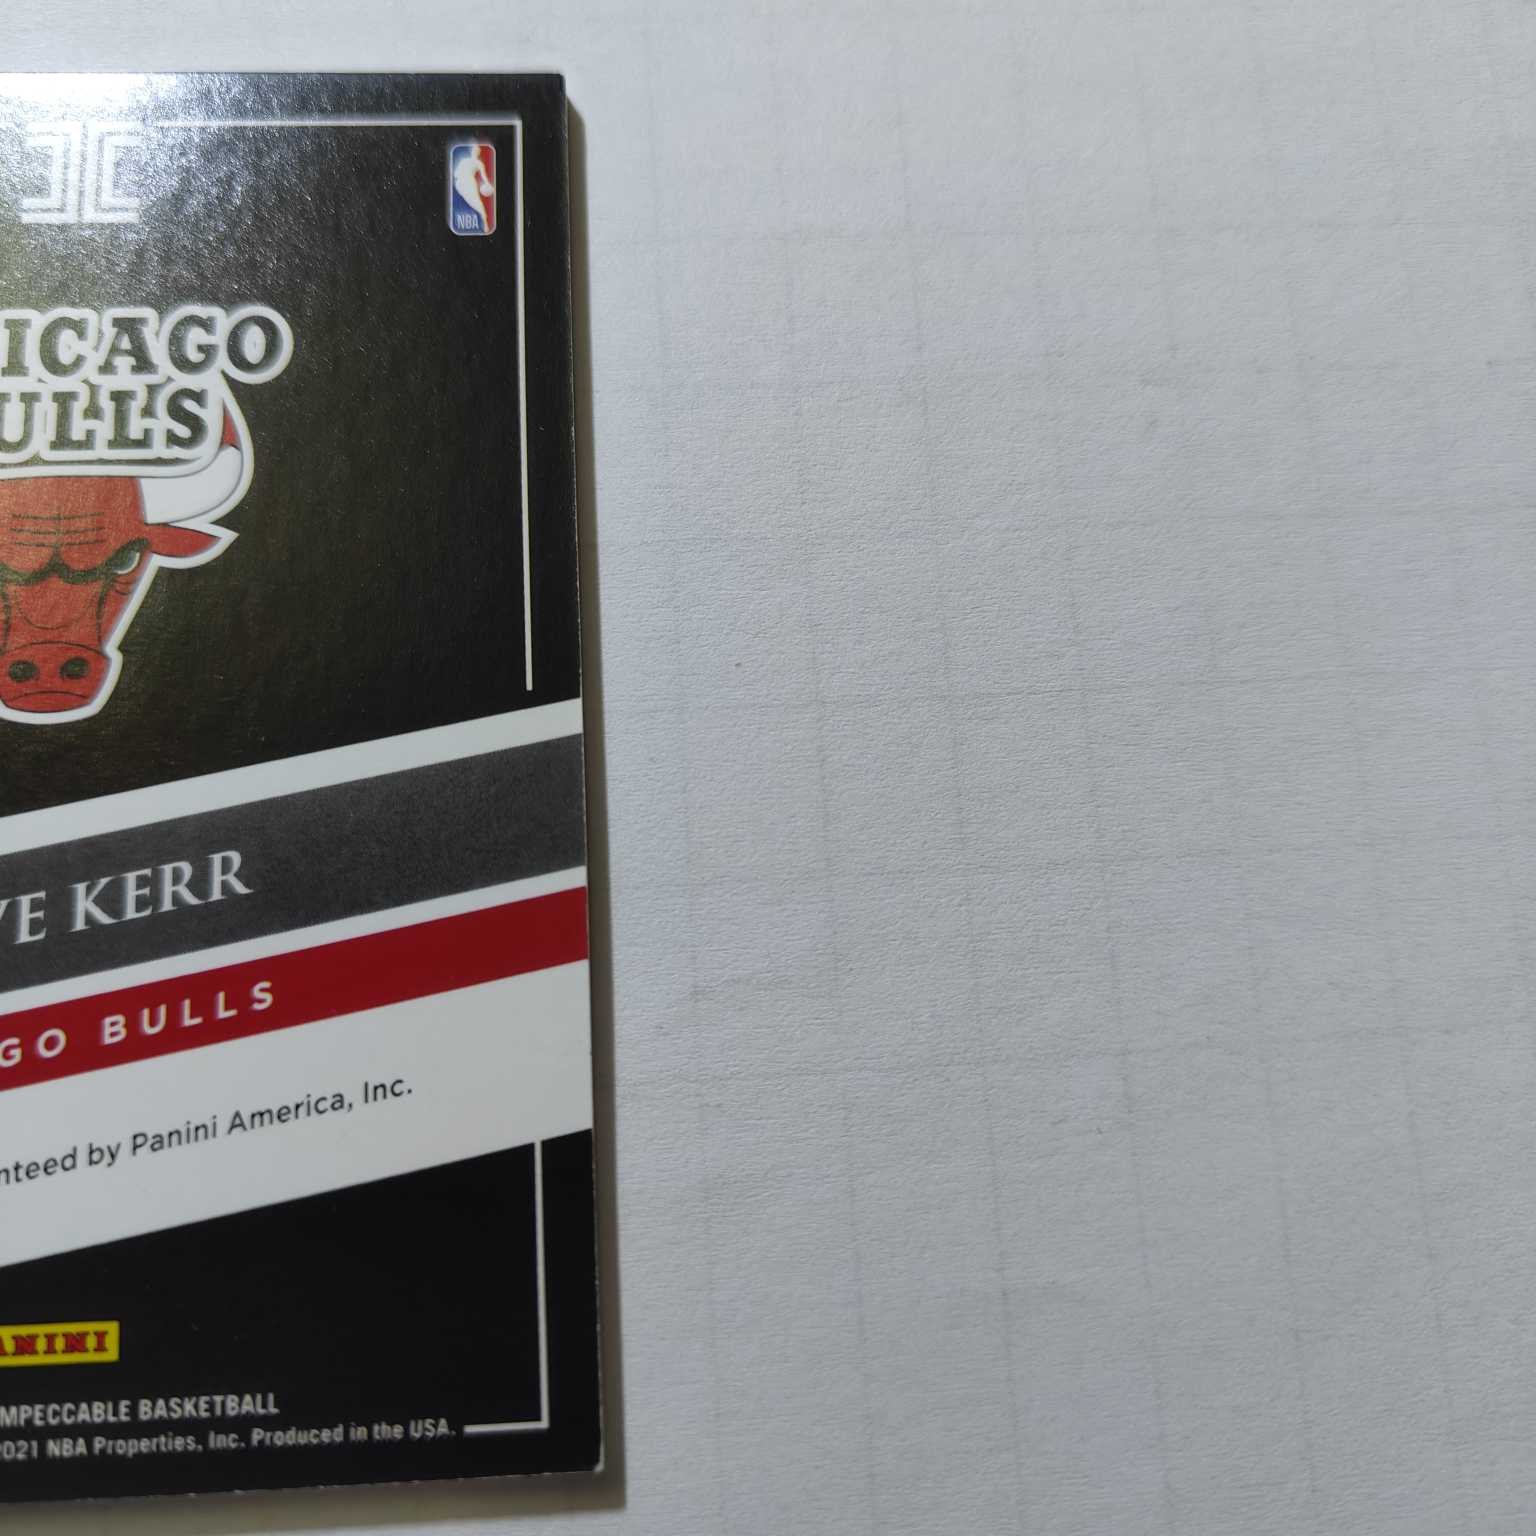 NBA
ICAGO
ULLS
VE KERR
GO BULLS
nteed by Panini America, Inc.
ANINI
MPECCABLE BASKETBALL
2021 NBA Properties, Inc. Produced in the USA.